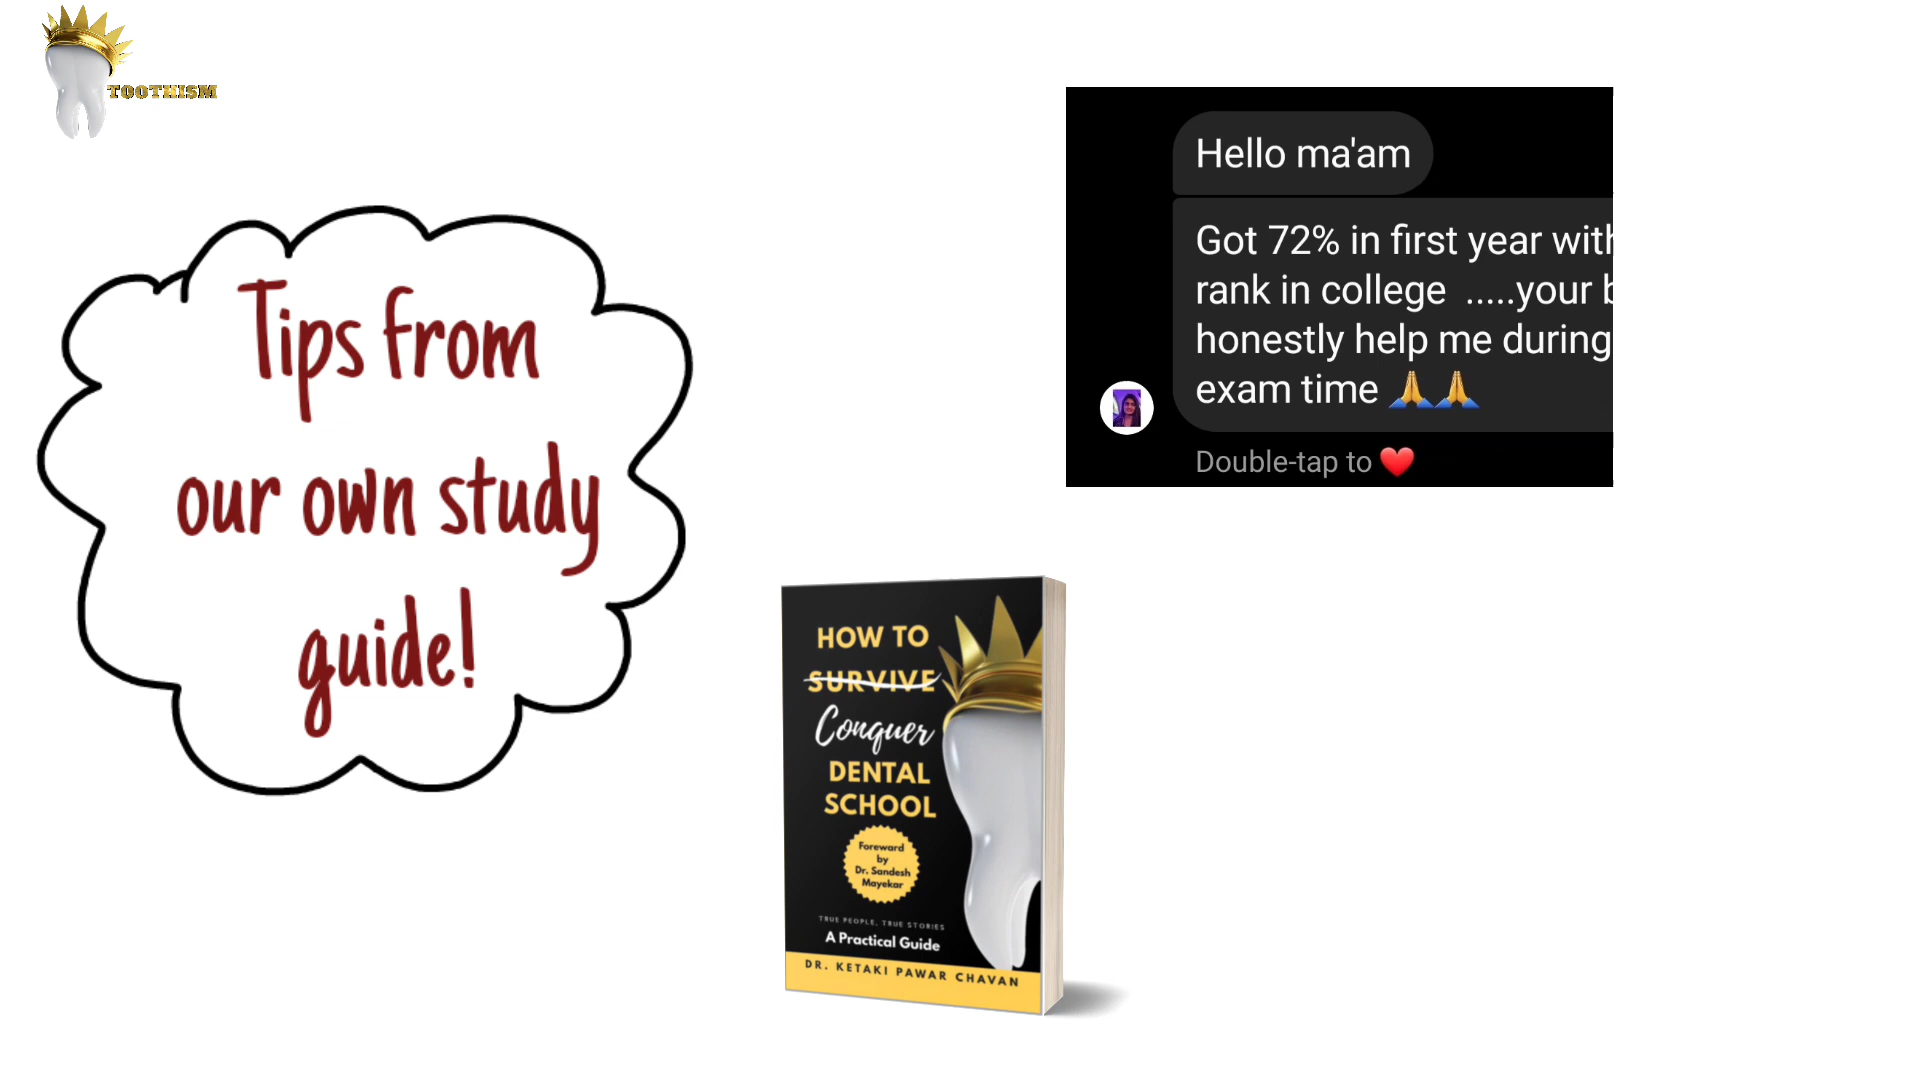 TOOTHISM
Tips from
our own study
guide!
Hello ma'am
Got 72% in first year with
rank in college .....your
honestly help me during
exam time 🙏🙏
Double-tap to ❤️
HOW TO
SURVIVE
Conquer
DENTAL
SCHOOL
Foreward
by
Dr. Sandesh
Mayekar
TRUE PEOPLE, TRUE STORIES
A Practical Guide
DR. KETAKI PAWAR CHAVAN